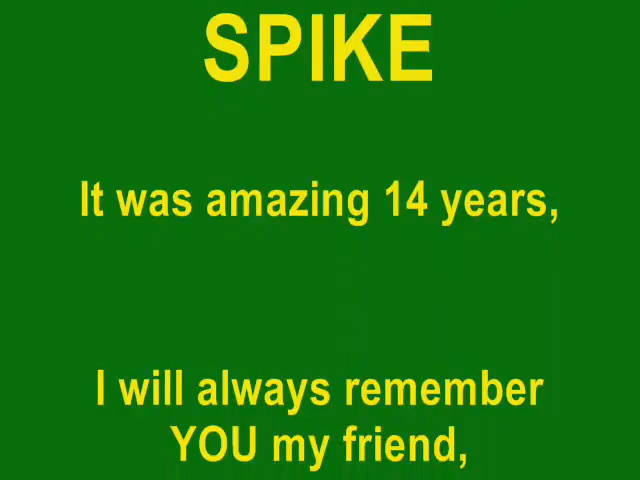 SPIKE
It was amazing 14 years,
I will always remember
YOU my friend,